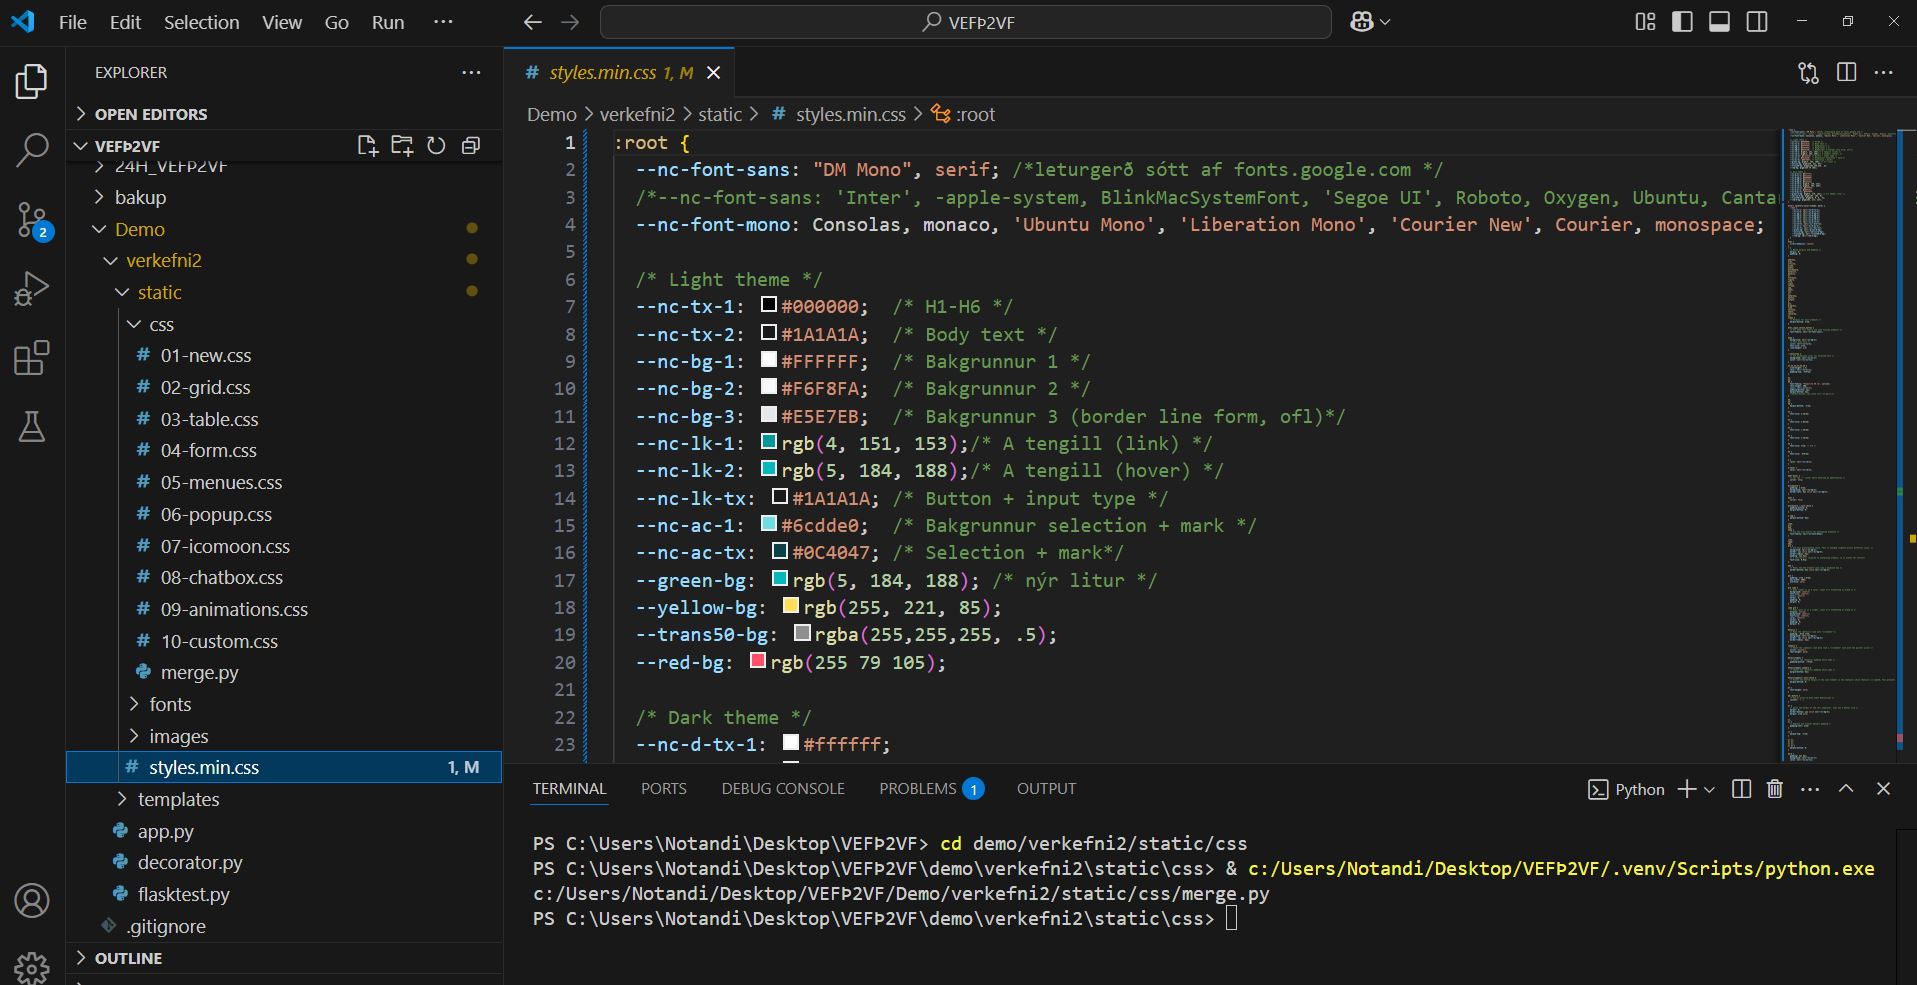 File Edit Selection View Go Run ···
VEFÞ2VF
EXPLORER
OPEN EDITORS
VEFÞ2VF
24H_VEFÞ2VF
bakup
Demo
verkefni2
static
css
01-new.css
02-grid.css
03-table.css
04-form.css
05-menues.css
06-popup.css
07-icomoon.css
08-chatbox.css
09-animations.css
10-custom.css
merge.py
fonts
images
styles.min.css 1, M
templates
app.py
decorator.py
flasktest.py
.gitignore
OUTLINE
2
# styles.min.css 1, M
Demo > verkefni2 > static > # styles.min.css > :root
1 :root {
2 --nc-font-sans: "DM Mono", serif; /*leturgerð sótt af fonts.google.com */
3 /*--nc-font-sans: 'Inter', -apple-system, BlinkMacSystemFont, 'Segoe UI', Roboto, Oxygen, Ubuntu, Canta
4 --nc-font-mono: Consolas, monaco, 'Ubuntu Mono', 'Liberation Mono', 'Courier New', Courier, monospace;
5
6 /* Light theme */
7 --nc-tx-1: #000000; /* H1-H6 */
8 --nc-tx-2: #1A1A1A; /* Body text */
9 --nc-bg-1: #FFFFFF; /* Bakgrunnur 1 */
10 --nc-bg-2: #F6F8FA; /* Bakgrunnur 2 */
11 --nc-bg-3: #E5E7EB; /* Bakgrunnur 3 (border line form, ofl)*/
12 --nc-lk-1: rgb(4, 151, 153);/* A tengill (link) */
13 --nc-lk-2: rgb(5, 184, 188);/* A tengill (hover) */
14 --nc-lk-tx: #1A1A1A; /* Button + input type */
15 --nc-ac-1: #6cdde0; /* Bakgrunnur selection + mark */
16 --nc-ac-tx: #0C4047; /* Selection + mark*/
17 --green-bg: rgb(5, 184, 188); /* nýr litur */
18 --yellow-bg: rgb(255, 221, 85);
19 --trans50-bg: rgba(255,255,255, .5);
20 --red-bg: rgb(255 79 105);
21
22 /* Dark theme */
23 --nc-d-tx-1: #ffffff;
TERMINAL PORTS DEBUG CONSOLE PROBLEMS 1 OUTPUT
Python
PS C:\Users\Notandi\Desktop\VEFÞ2VF> cd demo/verkefni2/static/css
PS C:\Users\Notandi\Desktop\VEFÞ2VF\demo\verkefni2\static\css> & c:/Users/Notandi/Desktop/VEFÞ2VF/.venv/Scripts/python.exe
c:/Users/Notandi/Desktop/VEFÞ2VF/Demo/verkefni2/static/css/merge.py
PS C:\Users\Notandi\Desktop\VEFÞ2VF\demo\verkefni2\static\css>